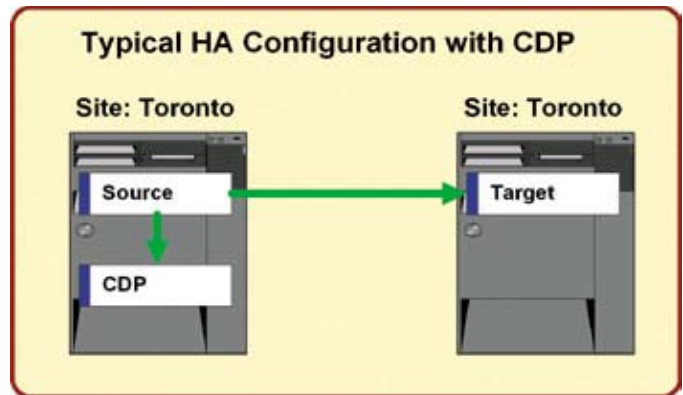 Typical HA Configuration with CDP
Site: Toronto
Site: Toronto
Source
Target
CDP